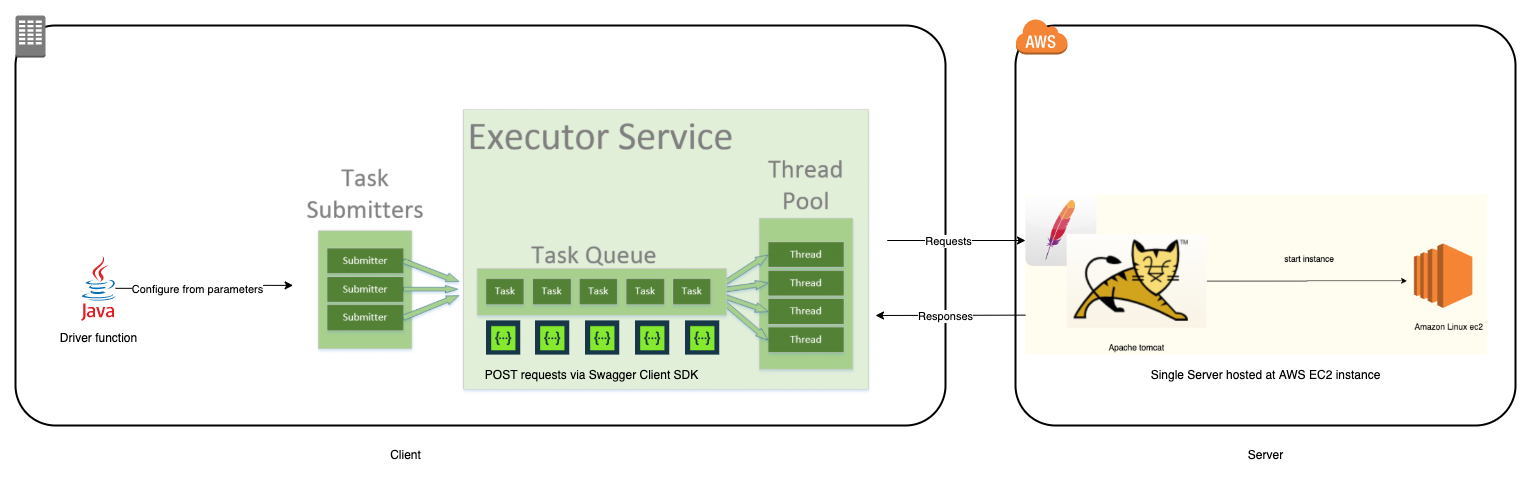 AWS
Executor Service
Task
Submitters
Thread
Pool
Task Queue
Submitter
Submitter
Submitter
Task
Task
Task
Task
Task
Thread
Thread
Thread
Thread
{···}
{···}
{···}
{···}
{···}
POST requests via Swagger Client SDK
Java
Configure from parameters
Driver function
Requests
Responses
TM
start instance
Apache tomcat
Amazon Linux ec2
Single Server hosted at AWS EC2 instance
Client
Server